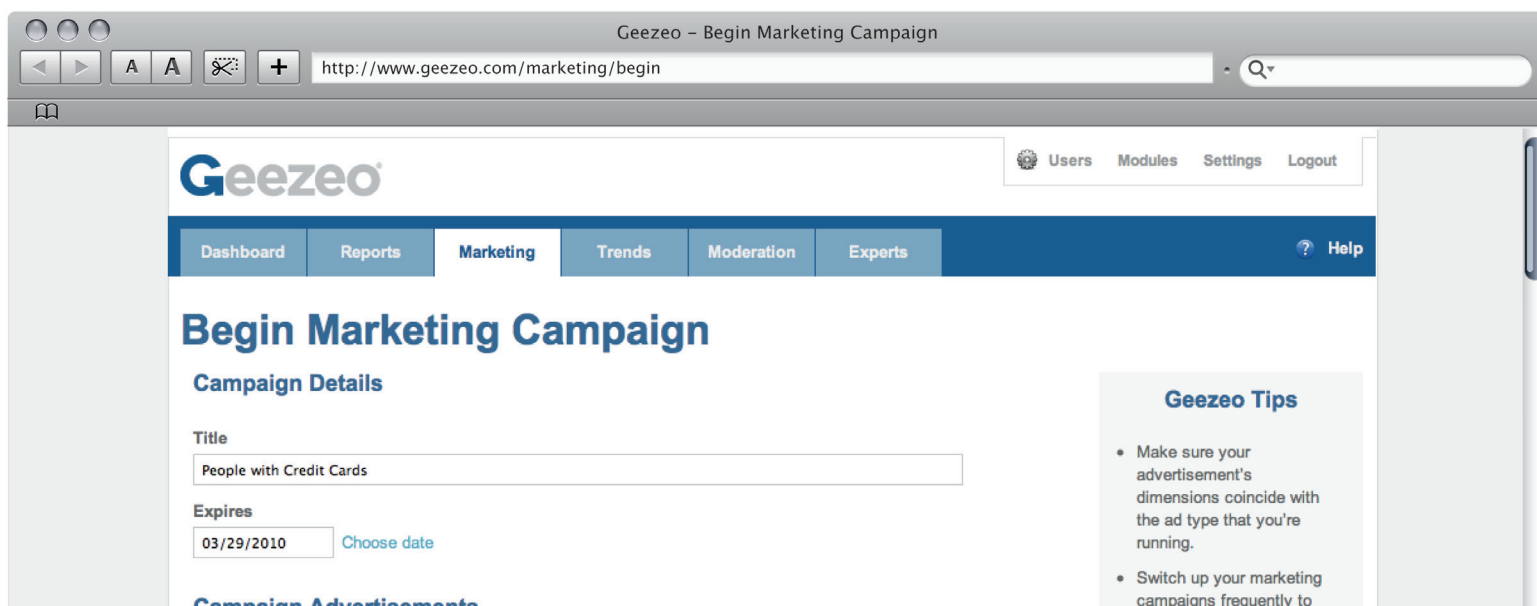 Geezeo – Begin Marketing Campaign
A A + http://www.geezeo.com/marketing/begin
Geezeo®
Users Modules Settings Logout
Dashboard Reports Marketing Trends Moderation Experts ? Help
Begin Marketing Campaign
Campaign Details
Title
People with Credit Cards
Expires
03/29/2010 Choose date
Campaign Advertisements
Geezeo Tips
• Make sure your
advertisement's
dimensions coincide with
the ad type that you're
running.
• Switch up your marketing
campaigns frequently to